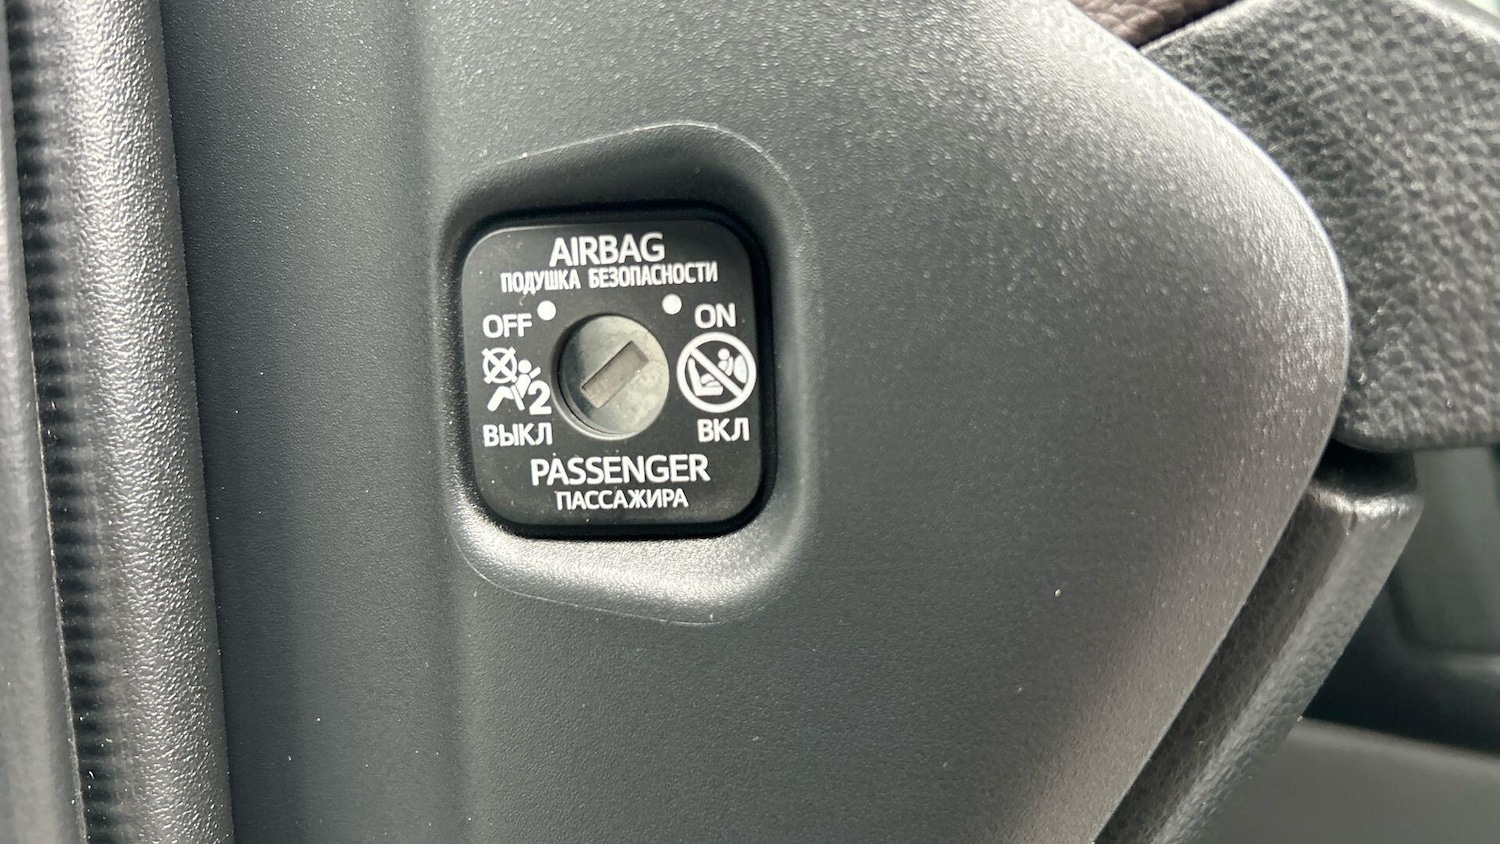 AIRBAG
ПОДУШКА БЕЗОПАСНОСТИ
OFF ON
2
ВЫКЛ ВКЛ
PASSENGER
ПАССАЖИРА